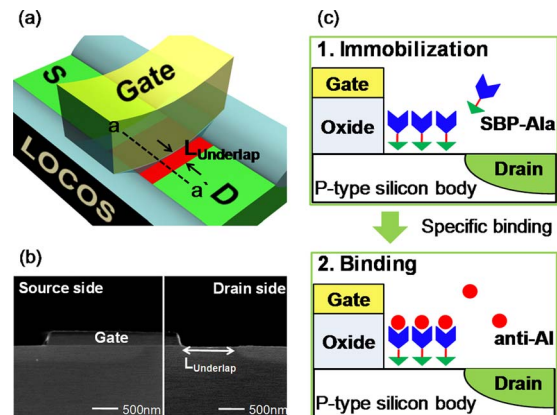 (a)
S
Gate
a
LUnderlap
a'
D
LOCOS
(b)
Source side
Drain side
Gate
LUnderlap
500nm
500nm
(c)
1. Immobilization
Gate
Oxide
SBP-Ala
Drain
P-type silicon body
Specific binding
2. Binding
Gate
Oxide
anti-AI
Drain
P-type silicon body